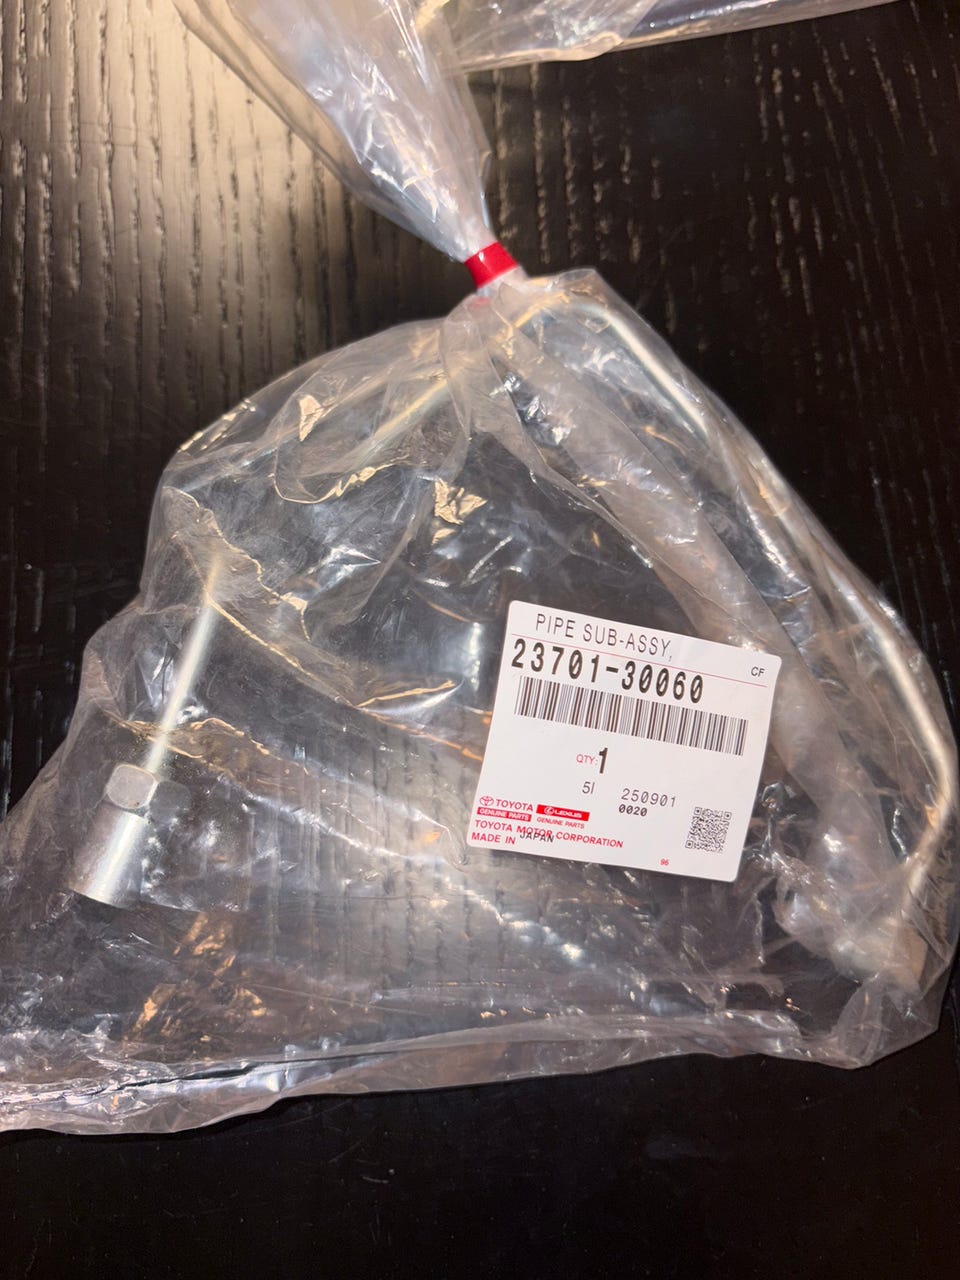 PIPE SUB-ASSY,
CF
23701-30060
QTY: 1
5I 250901
0020
TOYOTA LEXUS
GENUINE PARTS GENUINE PARTS
TOYOTA MOTOR CORPORATION
MADE IN JAPAN
96